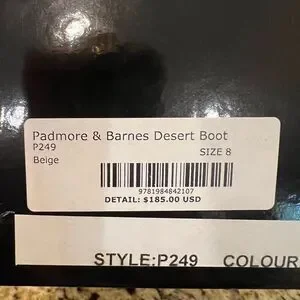 Padmore & Barnes Desert Boot
P249
SIZE 8
Beige
9781984842107
DETAIL: $185.00 USD
STYLE:P249 COLOUR